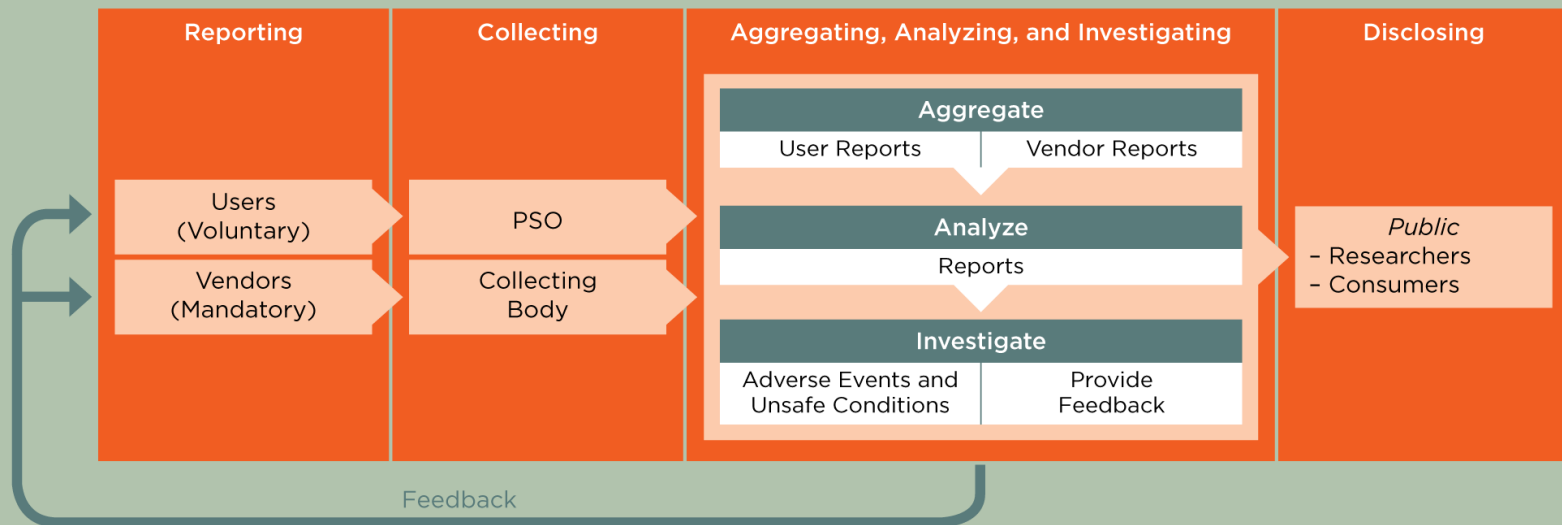 Reporting
Collecting
Aggregating, Analyzing, and Investigating
Disclosing
Users
(Voluntary)
Vendors
(Mandatory)
PSO
Collecting
Body
Aggregate
User Reports
Vendor Reports
Analyze
Reports
Investigate
Adverse Events and
Unsafe Conditions
Provide
Feedback
Public
– Researchers
– Consumers
Feedback